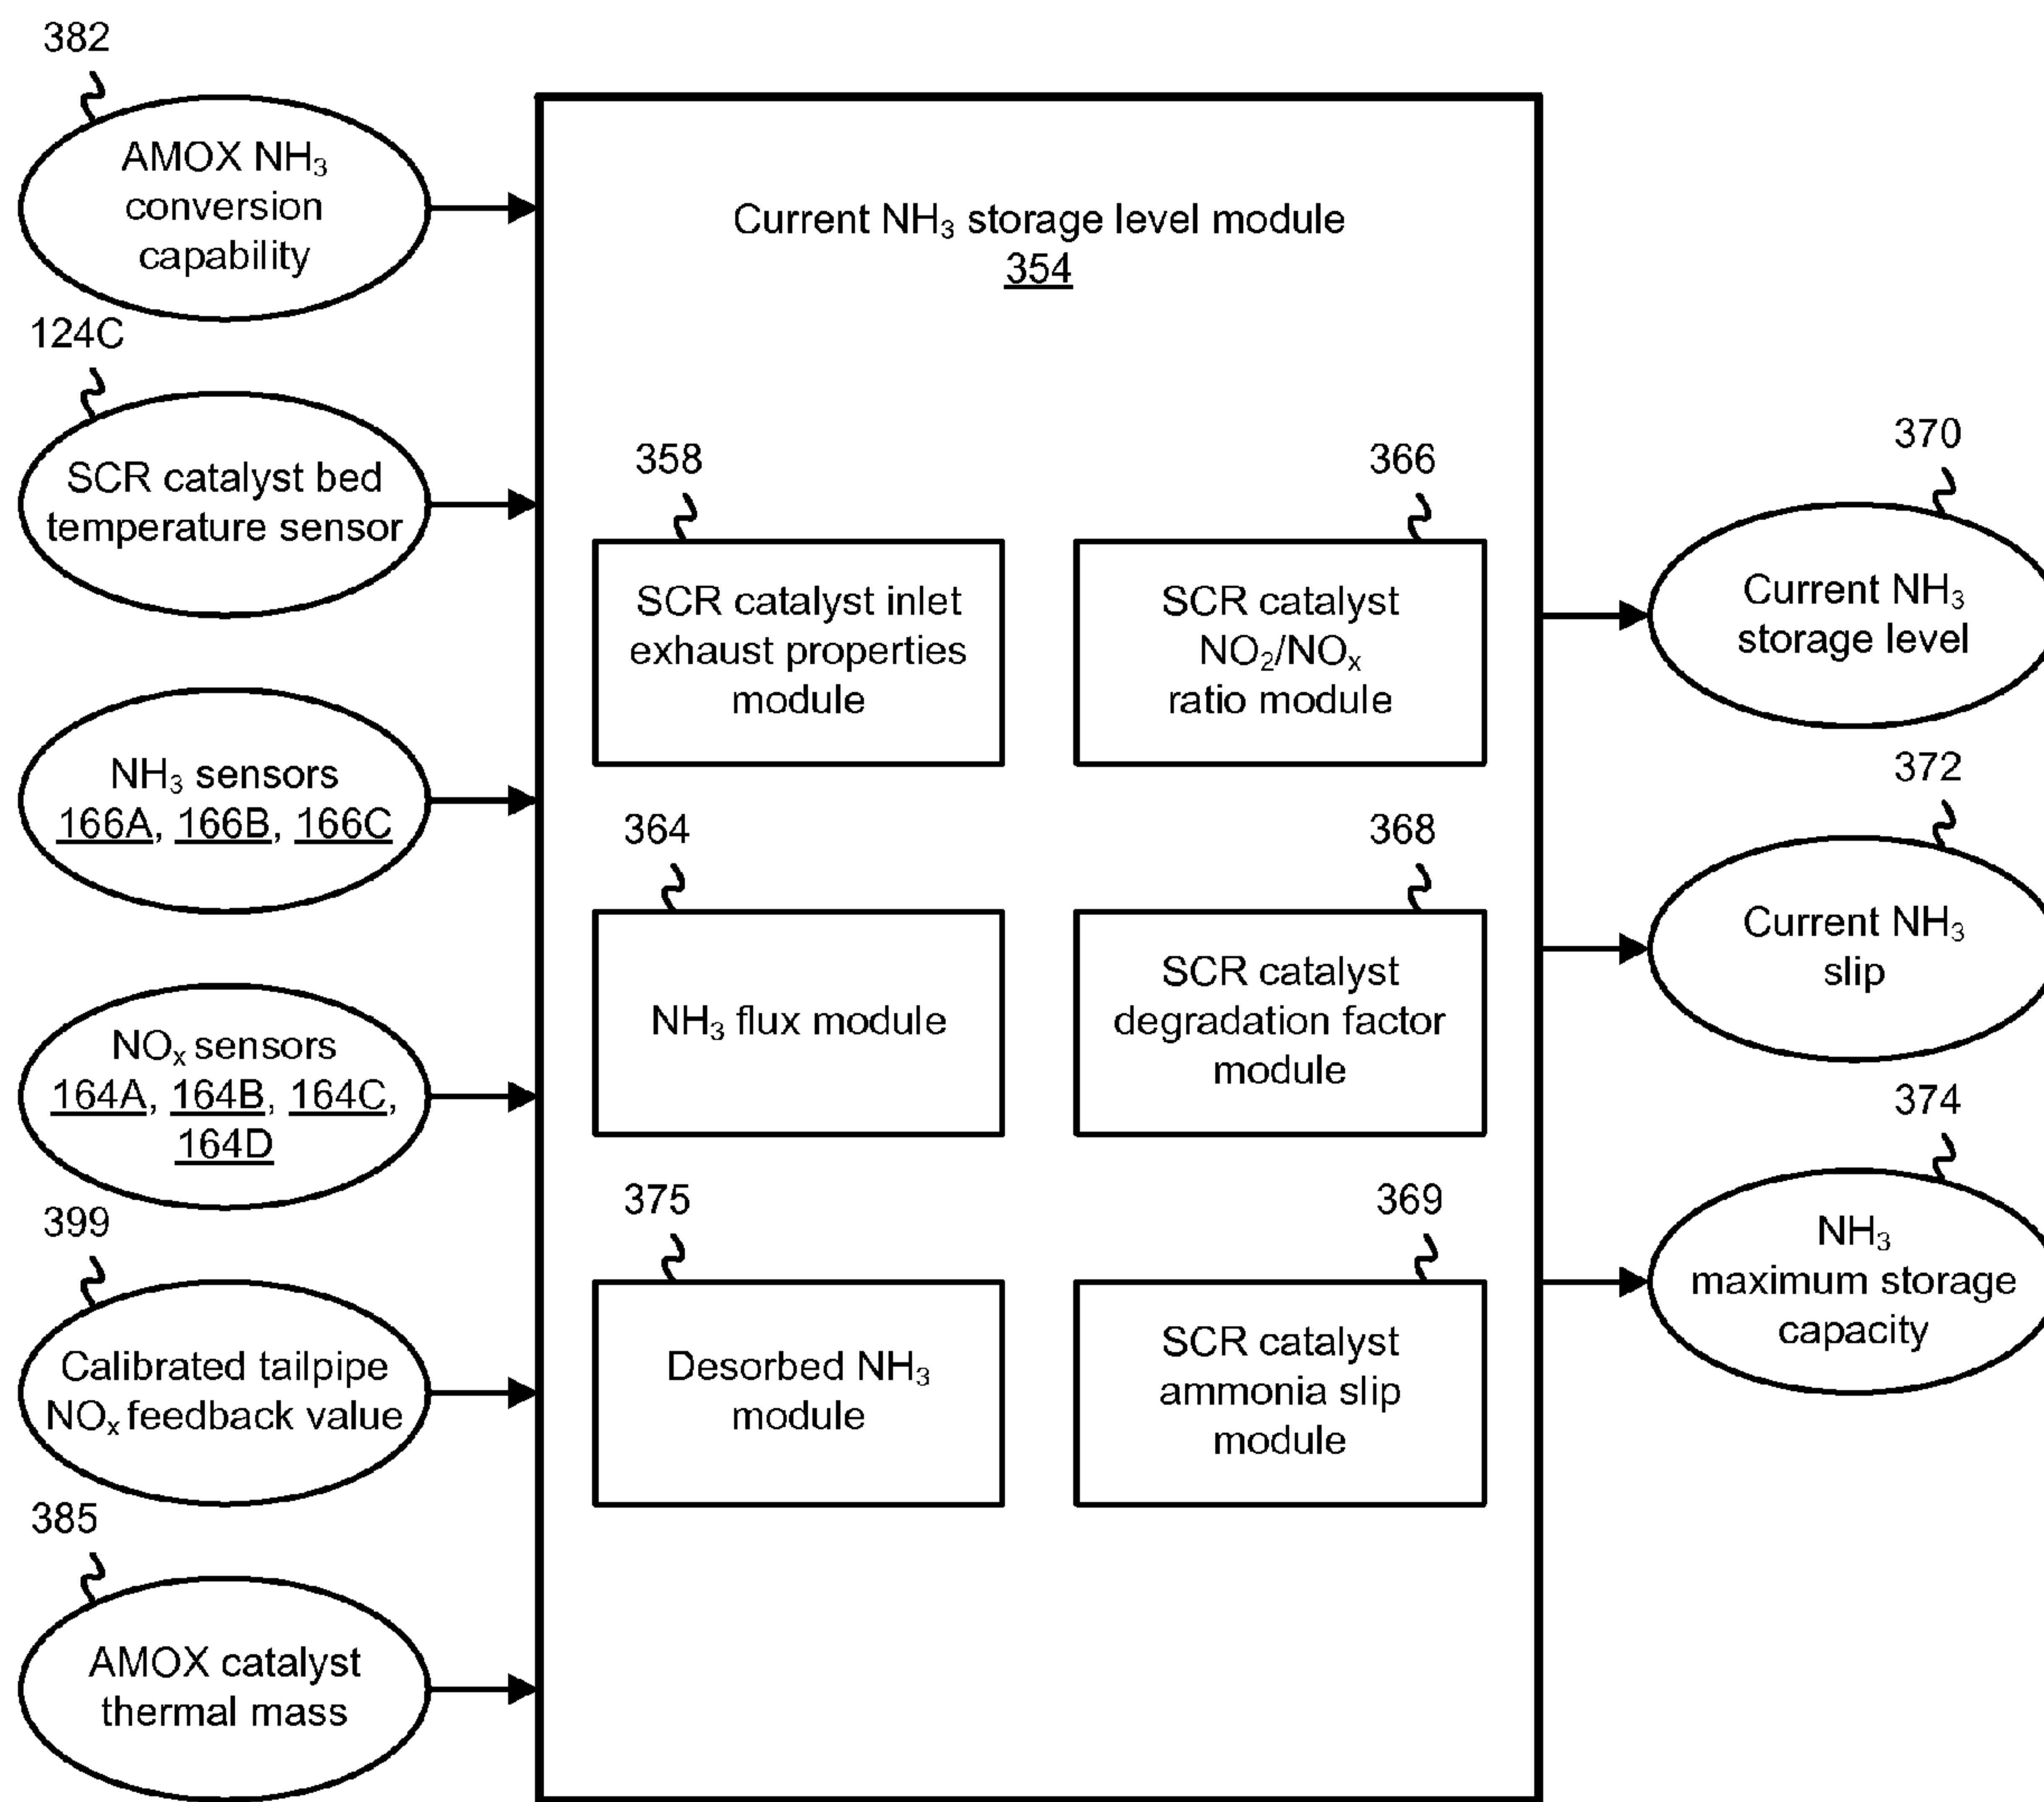 382
AMOX NH₃
conversion
capability
124C
SCR catalyst bed
temperature sensor
NH₃ sensors
166A, 166B, 166C
NOₓ sensors
164A, 164B, 164C,
164D
399
Calibrated tailpipe
NOₓ feedback value
385
AMOX catalyst
thermal mass
Current NH₃ storage level module
354
358
SCR catalyst inlet
exhaust properties
module
366
SCR catalyst
NO₂/NOₓ
ratio module
364
NH₃ flux module
368
SCR catalyst
degradation factor
module
375
Desorbed NH₃
module
369
SCR catalyst
ammonia slip
module
370
Current NH₃
storage level
372
Current NH₃
slip
374
NH₃
maximum storage
capacity